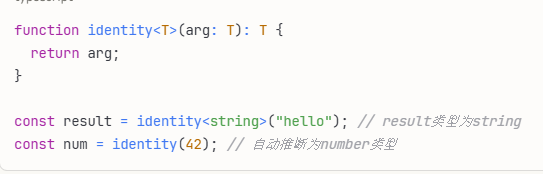 typescript
function identity<T>(arg: T): T {
  return arg;
}
const result = identity<string>("hello"); // result类型为string
const num = identity(42); // 自动推断为number类型